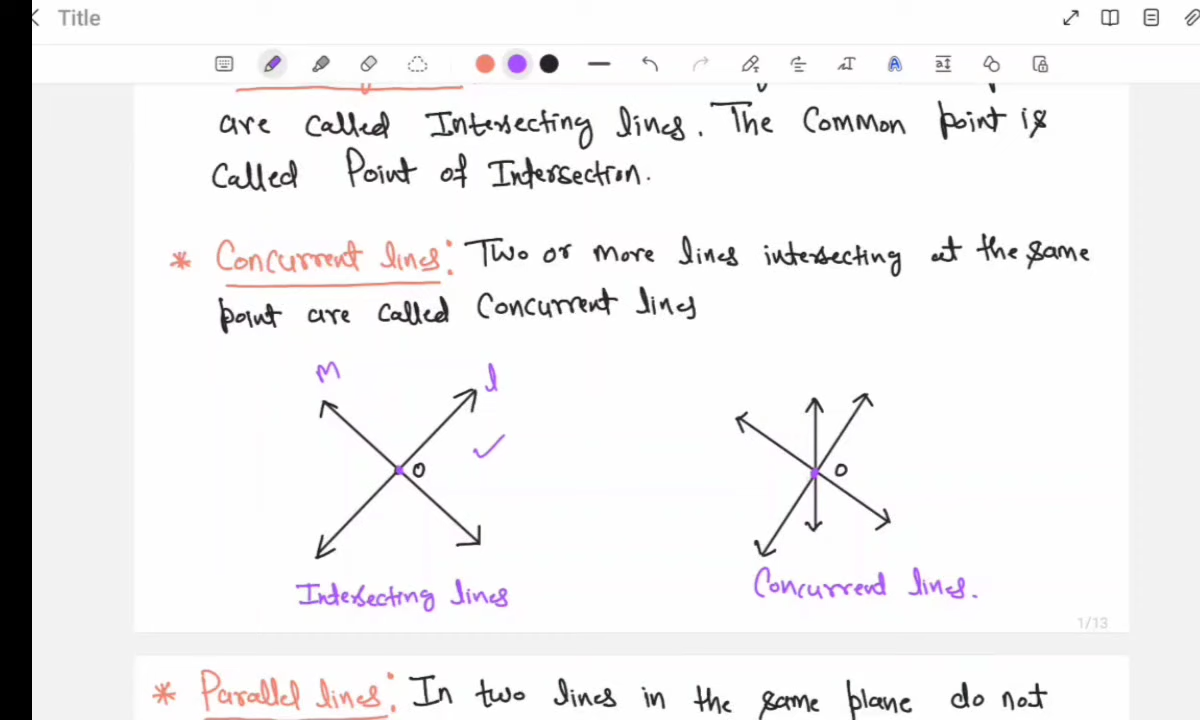 Title
are called Intersecting lines. The Common point is
Called Point of Intersection.
* Concurrent lines: Two or more lines intersecting at the same
point are called Concurrent lines
M
l
O
O
Intersecting lines
Concurrend lines.
1/13
* Parallel lines: In two lines in the same plane do not